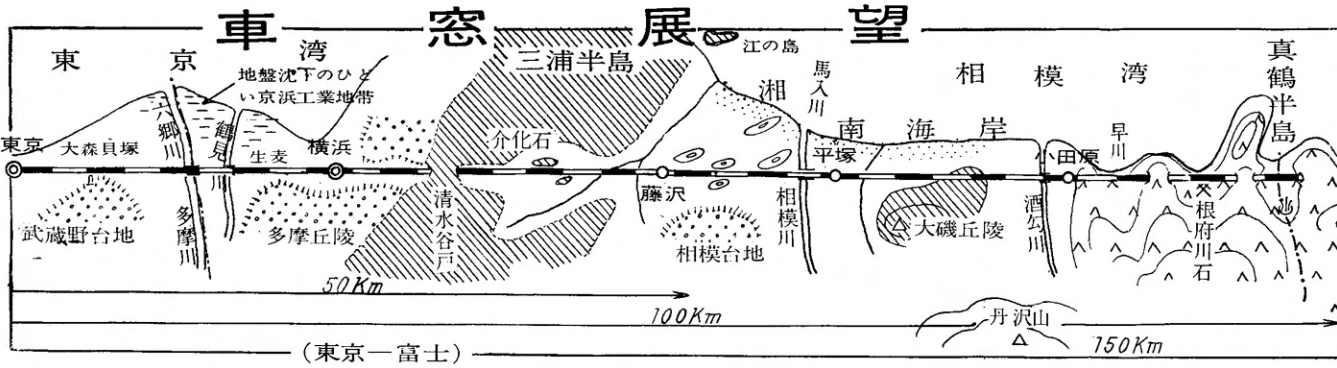 車窓展望
東京湾
地盤沈下のひど
い京浜工業地帯
三浦半島
江の島
馬入川
湘南海岸
相模湾
真鶴半島
六郷川
鶴見川
東京
大森貝塚
生麦
横浜
介化石
平塚
早川
小田原
武蔵野台地
多摩川
多摩丘陵
清水谷戸
藤沢
相模台地
相模川
大磯丘陵
酒匂川
根府川石
50Km
100Km
丹沢山
150Km
(東京—富士)